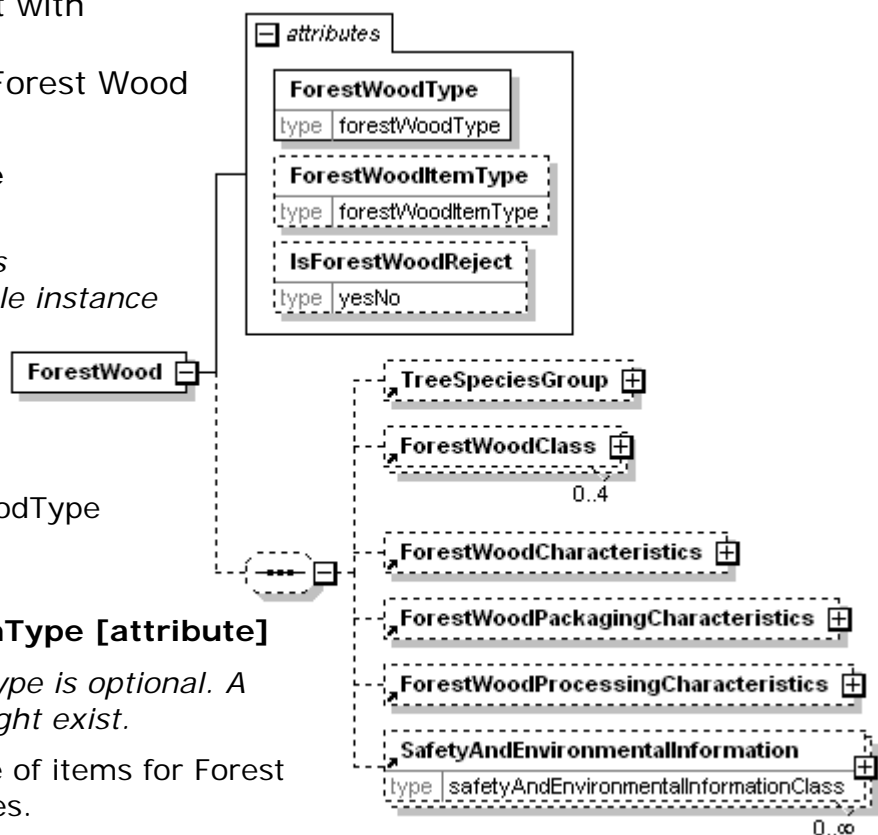 t with
Forest Wood
e
s
le instance
odType
nType [attribute]
ype is optional. A
ght exist.
e of items for Forest
es.
attributes
ForestWoodType
type forestWoodType
ForestWoodItemType
type forestWoodItemType
IsForestWoodReject
type yesNo
ForestWood
TreeSpeciesGroup
ForestWoodClass
0..4
ForestWoodCharacteristics
ForestWoodPackagingCharacteristics
ForestWoodProcessingCharacteristics
SafetyAndEnvironmentalInformation
type safetyAndEnvironmentalInformationClass
0..∞